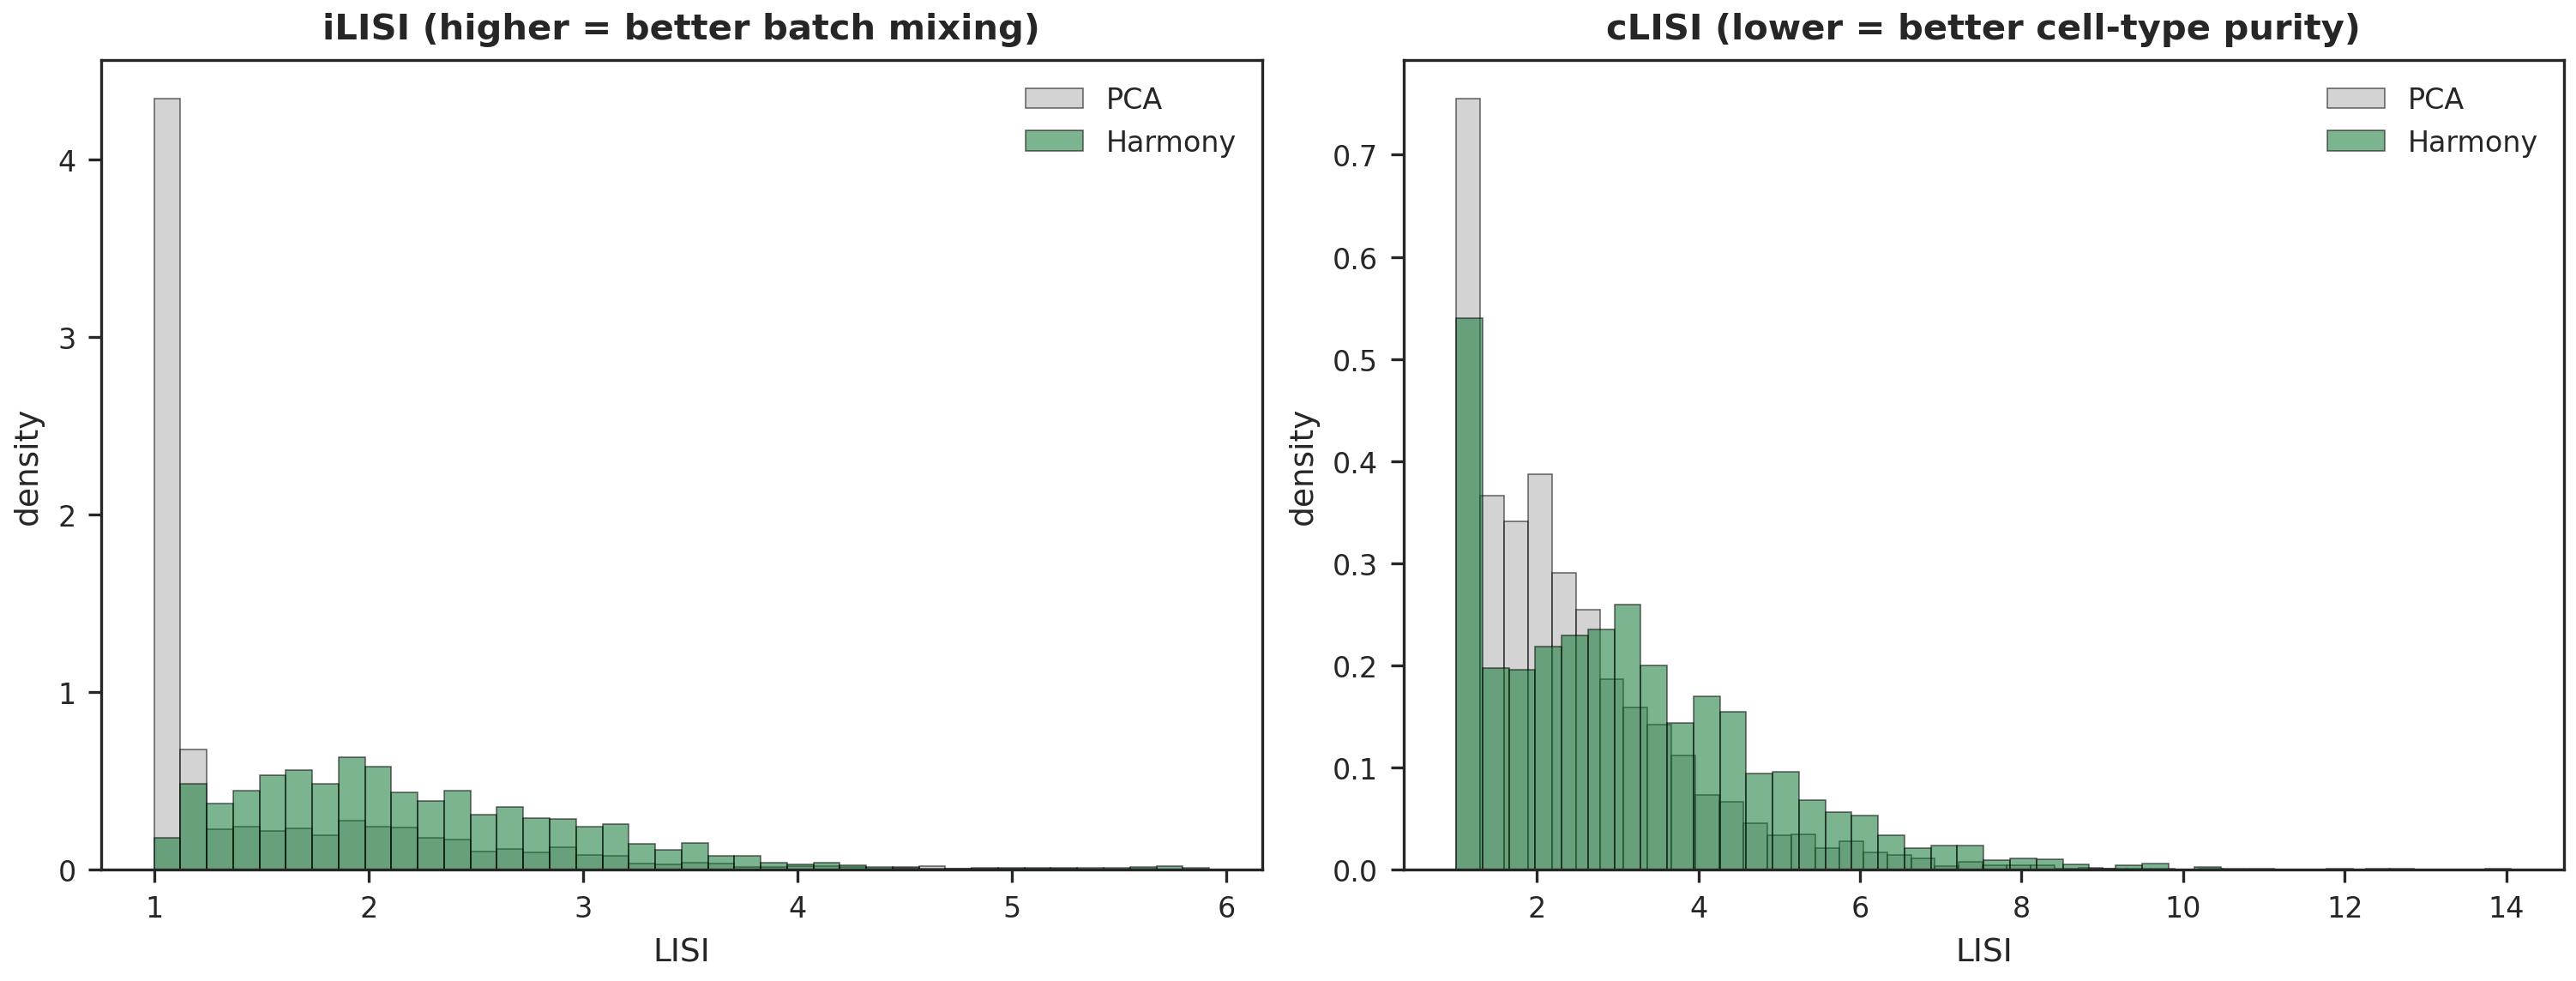 iLISI (higher = better batch mixing)
PCA
Harmony
density
4
3
2
1
0
1 2 3 4 5 6
LISI
cLISI (lower = better cell-type purity)
PCA
Harmony
density
0.7
0.6
0.5
0.4
0.3
0.2
0.1
0.0
2 4 6 8 10 12 14
LISI